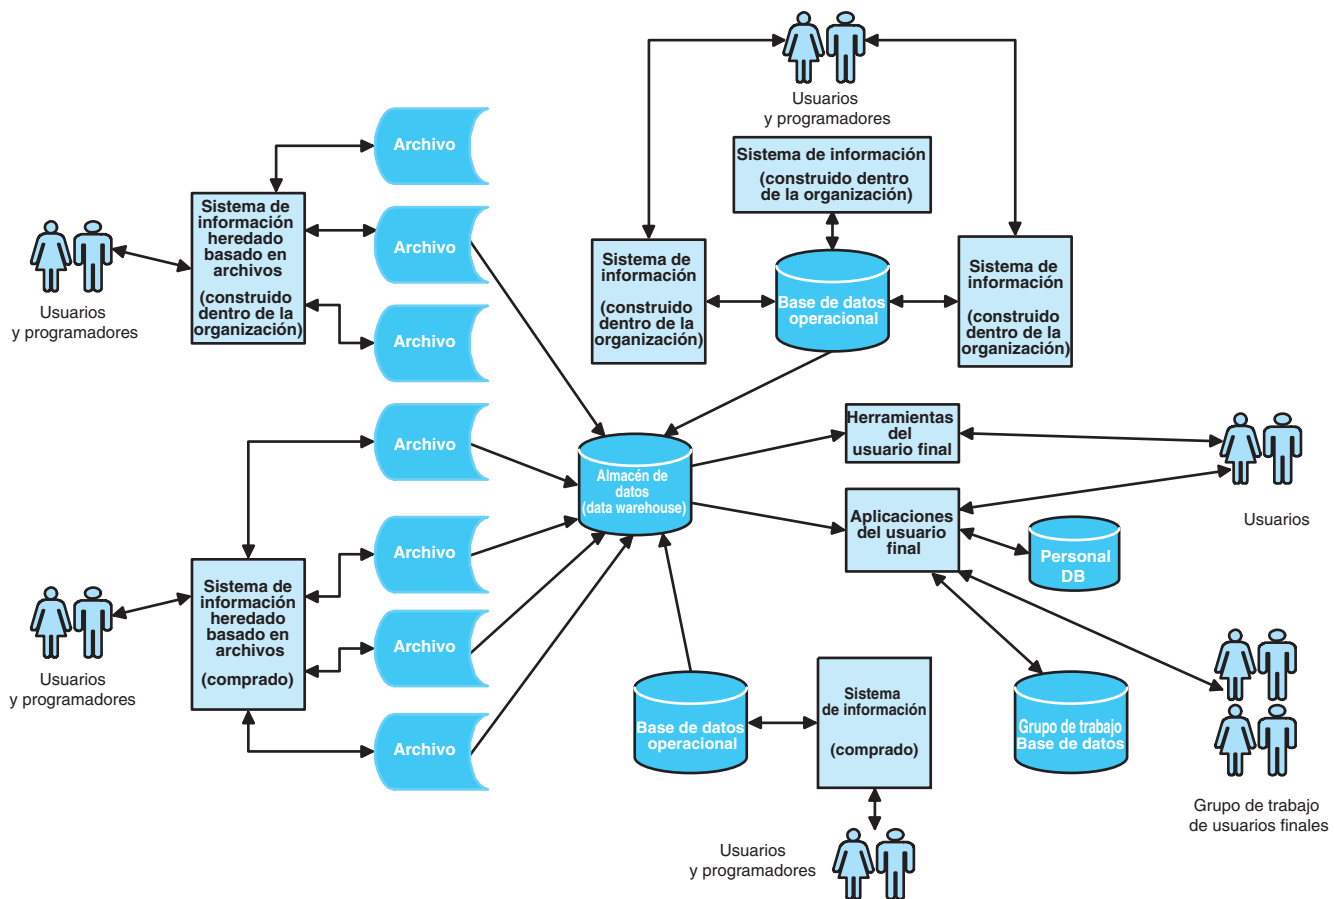 Usuarios
y programadores
Archivo
Sistema de información
(construido dentro
de la organización)
Sistema de
información
heredado
basado en
archivos
(construido
dentro de la
organización)
Archivo
Usuarios
y programadores
Archivo
Sistema de
información
(construido
dentro de la
organización)
Base de datos
operacional
Sistema de
información
(construido
dentro de la
organización)
Archivo
Almacén de
datos
(data warehouse)
Herramientas
del
usuario final
Usuarios
Aplicaciones
del usuario
final
Personal
DB
Archivo
Sistema de
información
heredado
basado en
archivos
(comprado)
Archivo
Usuarios
y programadores
Archivo
Base de datos
operacional
Sistema
de información
(comprado)
Grupo de trabajo
Base de datos
Grupo de trabajo
de usuarios finales
Usuarios
y programadores